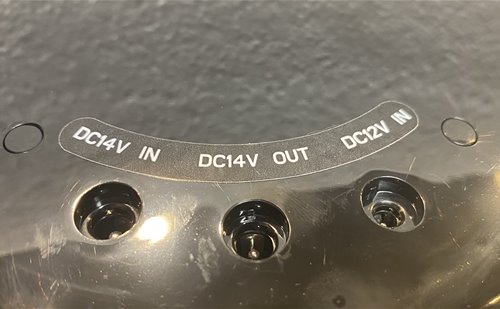 DC14V IN DC14V OUT DC12V IN